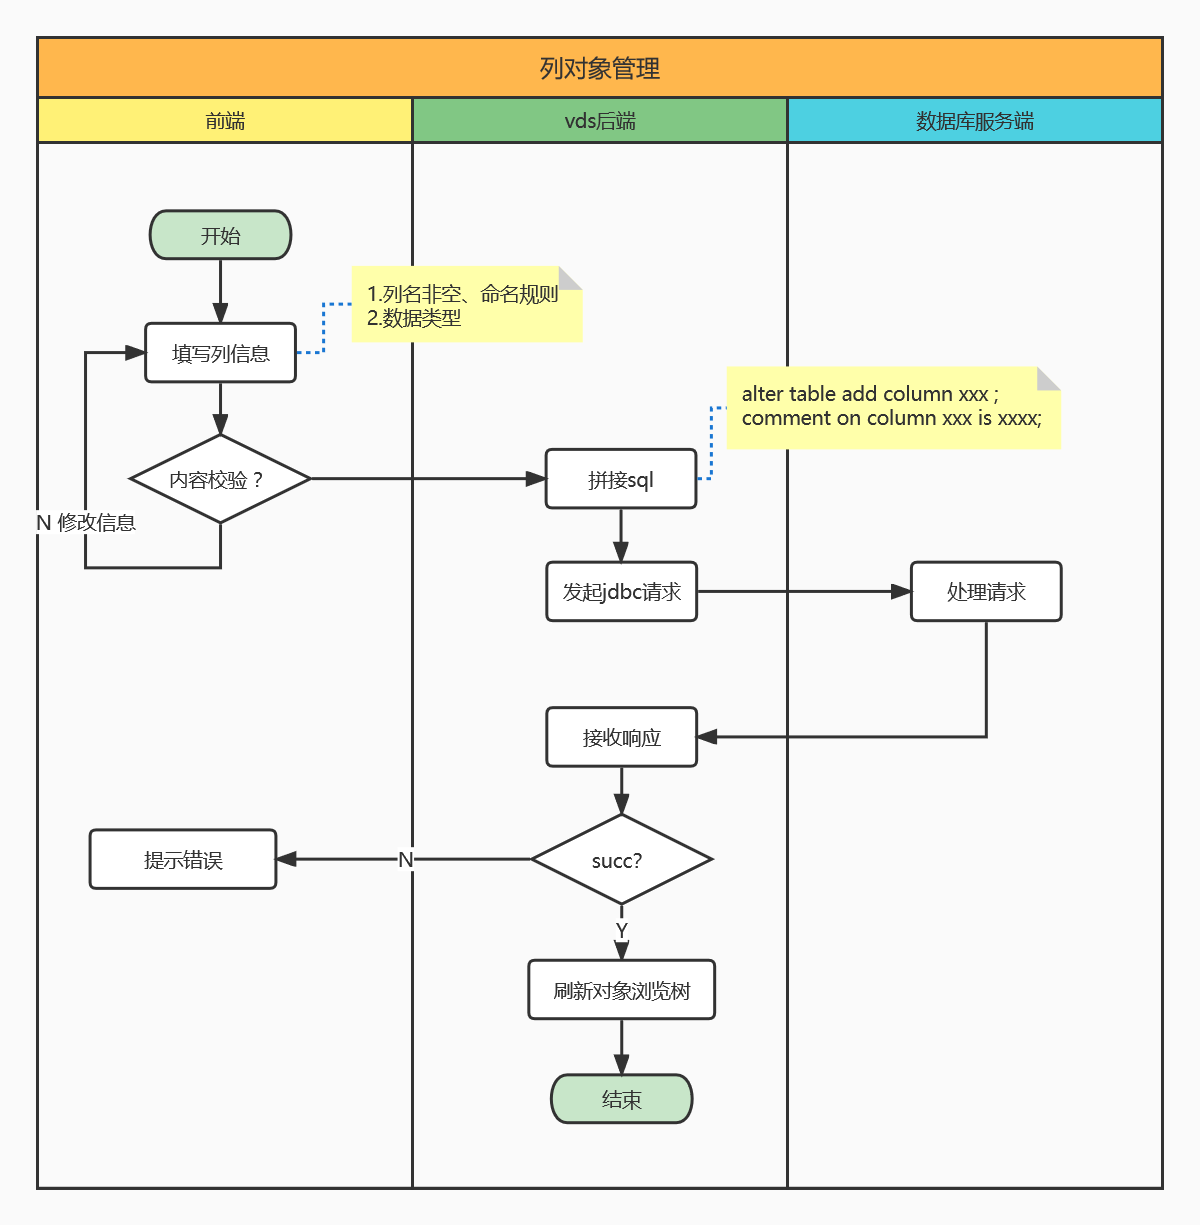 列对象管理
前端
vds后端
数据库服务端
开始
1.列名非空、命名规则
2.数据类型
填写列信息
alter table add column xxx ;
comment on column xxx is xxxx;
内容校验？
拼接sql
N 修改信息
发起jdbc请求
处理请求
接收响应
提示错误
N
succ?
Y
刷新对象浏览树
结束